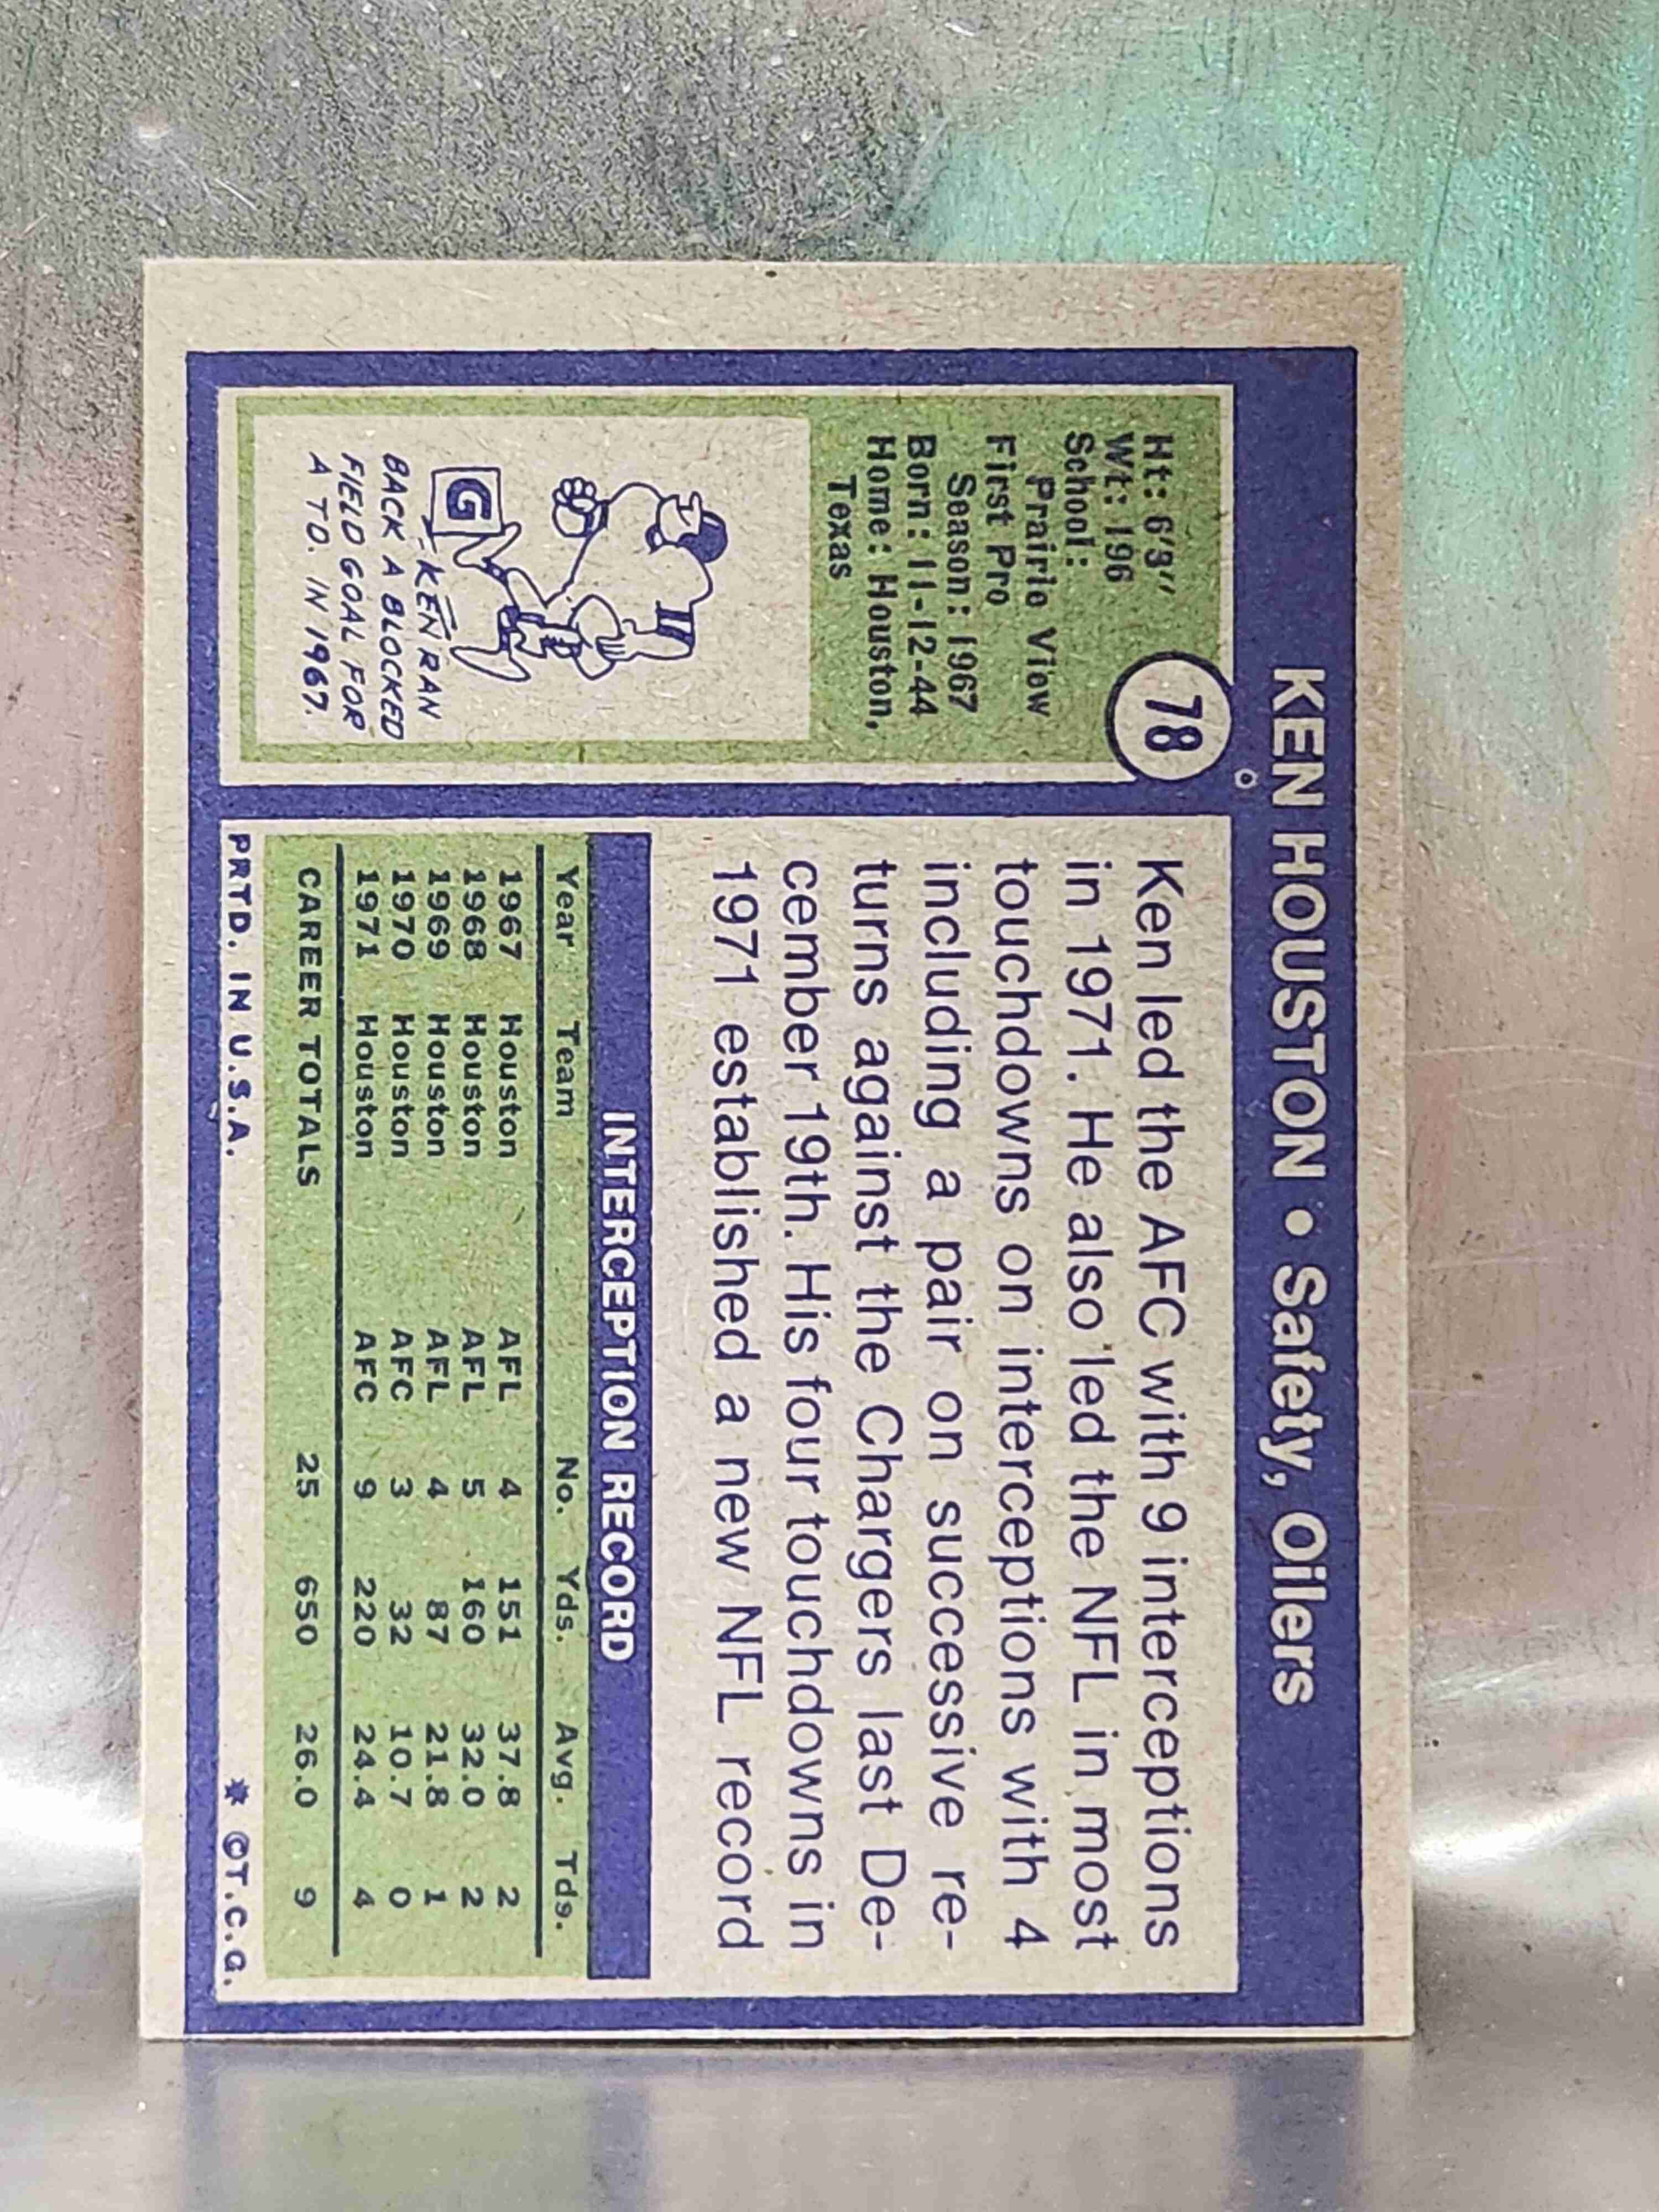 KEN HOUSTON • Safety, Oilers
78
Ht: 6'3"
Wt: 196
School:
Prairie View
First Pro
Season: 1967
Born: 11-12-44
Home: Houston,
Texas
G
-KEN RAN
BACK A BLOCKED
FIELD GOAL FOR
A TD. IN 1967.
Ken led the AFC with 9 interceptions
in 1971. He also led the NFL in most
touchdowns on interceptions with 4
including a pair on successive re-
turns against the Chargers last De-
cember 19th. His four touchdowns in
1971 established a new NFL record
INTERCEPTION RECORD
Year Team No. Yds. Avg. Tds.
1967 Houston AFL 4 151 37.8 2
1968 Houston AFL 5 160 32.0 2
1969 Houston AFL 4 87 21.8 1
1970 Houston AFC 3 32 10.7 0
1971 Houston AFC 9 220 24.4 4
CAREER TOTALS 25 650 26.0 9
PRTD. IN U.S.A. * ©T.C.G.